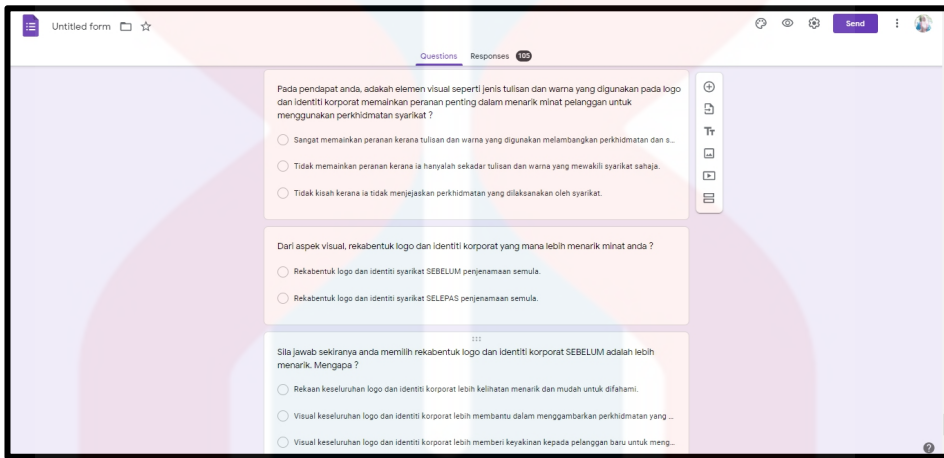 Untitled form
Send
Questions Responses 105
Pada pendapat anda, adakah elemen visual seperti jenis tulisan dan warna yang digunakan pada logo
dan identiti korporat memainkan peranan penting dalam menarik minat pelanggan untuk
menggunakan perkhidmatan syarikat ?
Sangat memainkan peranan kerana tulisan dan warna yang digunakan melambangkan perkhidmatan dan s...
Tidak memainkan peranan kerana ia hanyalah sekadar tulisan dan warna yang mewakili syarikat sahaja.
Tidak kisah kerana ia tidak menjejaskan perkhidmatan yang dilaksanakan oleh syarikat.
Dari aspek visual, rekabentuk logo dan identiti korporat yang mana lebih menarik minat anda ?
Rekabentuk logo dan identiti syarikat SEBELUM penjenamaan semula.
Rekabentuk logo dan identiti syarikat SELEPAS penjenamaan semula.
Sila jawab sekiranya anda memilih rekabentuk logo dan identiti korporat SEBELUM adalah lebih
menarik. Mengapa ?
Rekaan keseluruhan logo dan identiti korporat lebih kelihatan menarik dan mudah untuk difahami.
Visual keseluruhan logo dan identiti korporat lebih membantu dalam menggambarkan perkhidmatan yang ...
Visual keseluruhan logo dan identiti korporat lebih memberi keyakinan kepada pelanggan baru untuk meng...